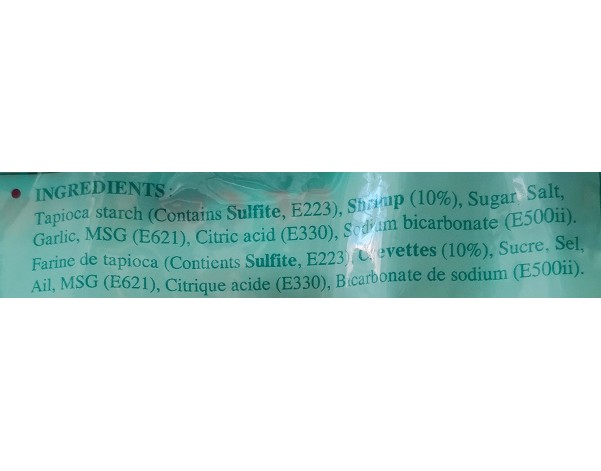 • INGREDIENTS:
Tapioca starch (Contains Sulfite, E223), Shrimp (10%), Sugar, Salt,
Garlic, MSG (E621), Citric acid (E330), Sodium bicarbonate (E500ii).
Farine de tapioca (Contients Sulfite, E223), Crevettes (10%), Sucre, Sel,
Ail, MSG (E621), Citrique acide (E330), Bicarbonate de sodium (E500ii).